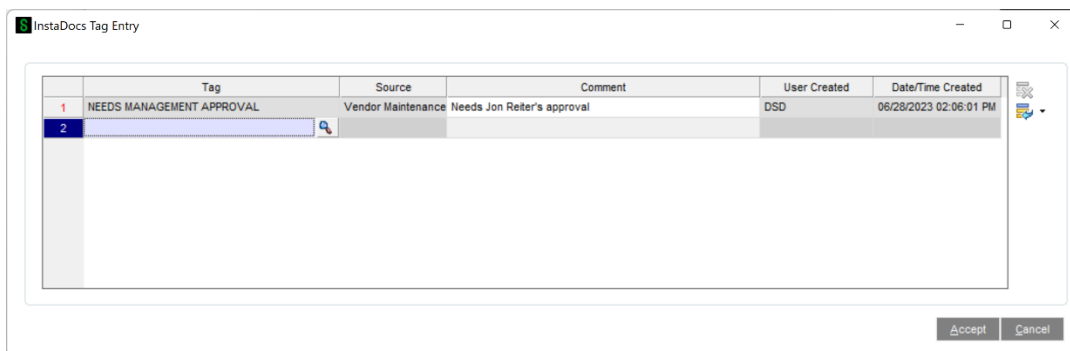 S InstaDocs Tag Entry
Tag Source Comment User Created Date/Time Created
1 NEEDS MANAGEMENT APPROVAL Vendor Maintenance Needs Jon Reiter's approval DSD 06/28/2023 02:06:01 PM
2
Accept Cancel